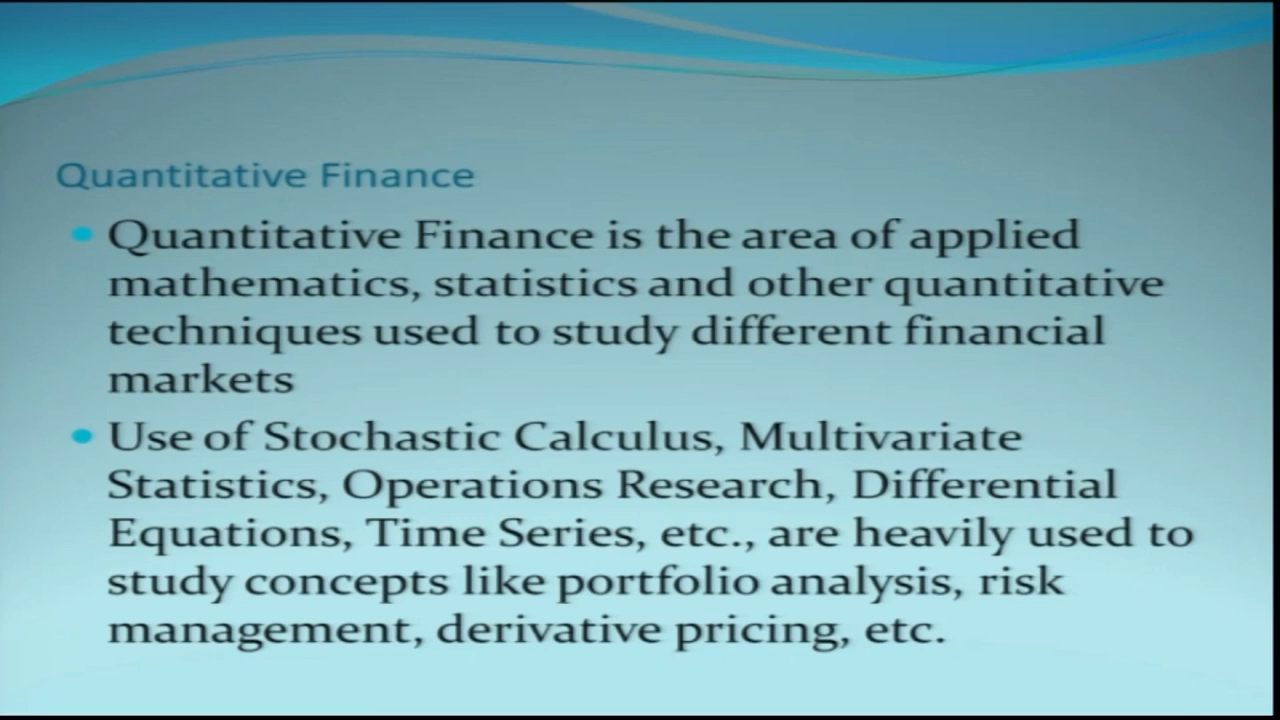 Quantitative Finance
Quantitative Finance is the area of applied
mathematics, statistics and other quantitative
techniques used to study different financial
markets
Use of Stochastic Calculus, Multivariate
Statistics, Operations Research, Differential
Equations, Time Series, etc., are heavily used to
study concepts like portfolio analysis, risk
management, derivative pricing, etc.